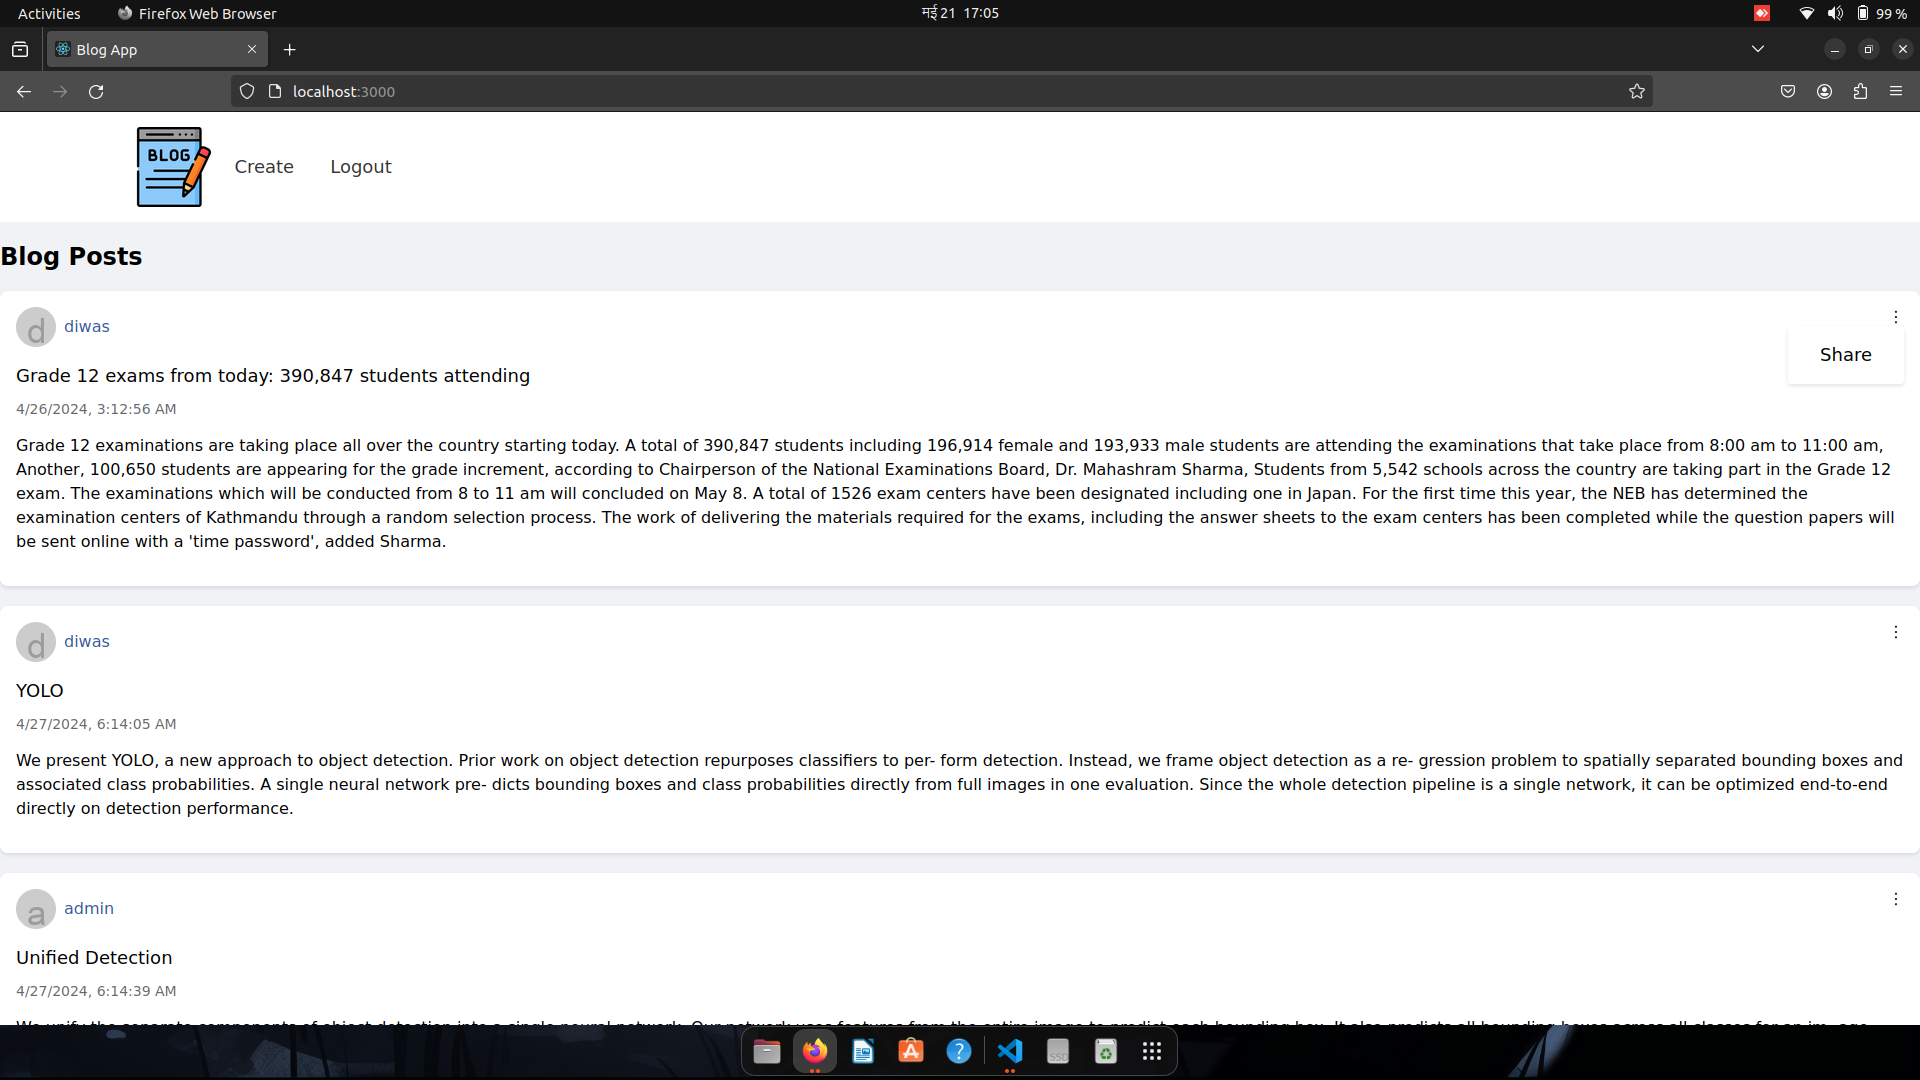 Activities
Firefox Web Browser
मई 21 17:05
99 %
Blog App
localhost:3000
BLOG
Create
Logout
Blog Posts
d
diwas
Share
Grade 12 exams from today: 390,847 students attending
4/26/2024, 3:12:56 AM
Grade 12 examinations are taking place all over the country starting today. A total of 390,847 students including 196,914 female and 193,933 male students are attending the examinations that take place from 8:00 am to 11:00 am,
Another, 100,650 students are appearing for the grade increment, according to Chairperson of the National Examinations Board, Dr. Mahashram Sharma, Students from 5,542 schools across the country are taking part in the Grade 12
exam. The examinations which will be conducted from 8 to 11 am will concluded on May 8. A total of 1526 exam centers have been designated including one in Japan. For the first time this year, the NEB has determined the
examination centers of Kathmandu through a random selection process. The work of delivering the materials required for the exams, including the answer sheets to the exam centers has been completed while the question papers will
be sent online with a 'time password', added Sharma.
d
diwas
YOLO
4/27/2024, 6:14:05 AM
We present YOLO, a new approach to object detection. Prior work on object detection repurposes classifiers to per- form detection. Instead, we frame object detection as a re- gression problem to spatially separated bounding boxes and
associated class probabilities. A single neural network pre- dicts bounding boxes and class probabilities directly from full images in one evaluation. Since the whole detection pipeline is a single network, it can be optimized end-to-end
directly on detection performance.
a
admin
Unified Detection
4/27/2024, 6:14:39 AM
SSD